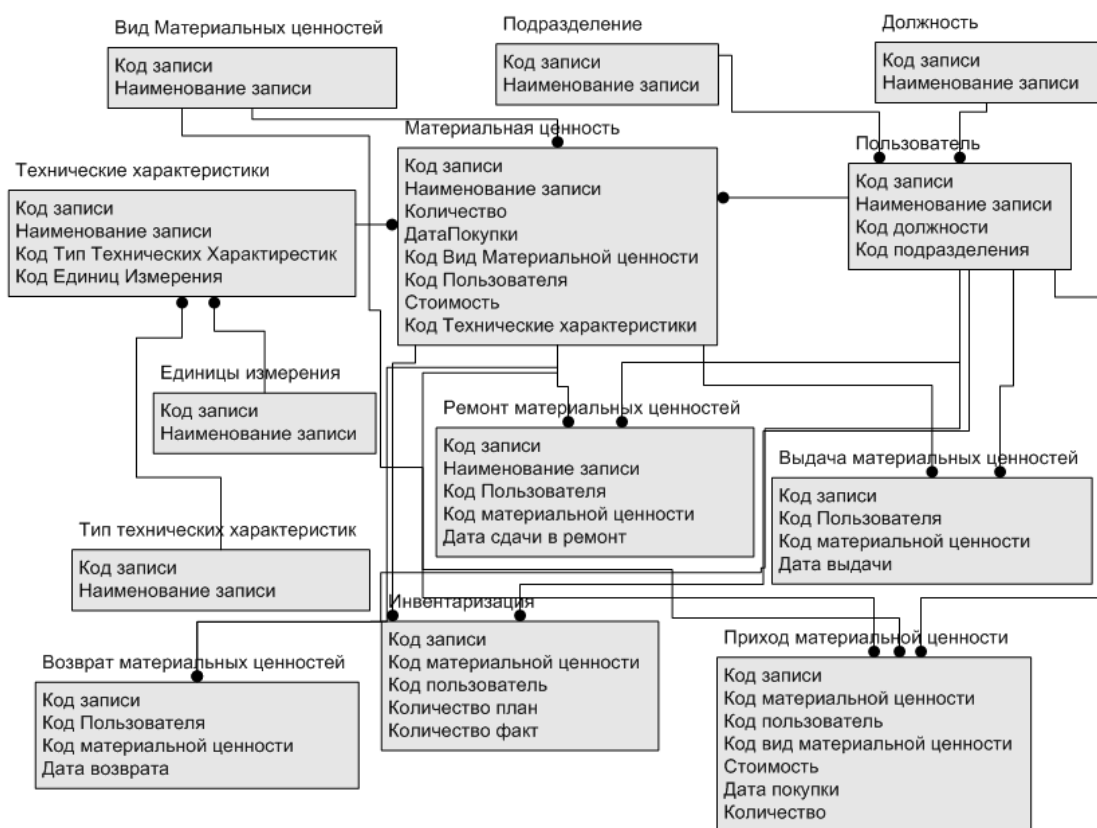 Вид Материальных ценностей
Код записи
Наименование записи
Подразделение
Код записи
Наименование записи
Должность
Код записи
Наименование записи
Материальная ценность
Код записи
Наименование записи
Количество
ДатаПокупки
Код Вид Материальной ценности
Код Пользователя
Стоимость
Код Технические характеристики
Пользователь
Код записи
Наименование записи
Код должности
Код подразделения
Технические характеристики
Код записи
Наименование записи
Код Тип Технических Характирестик
Код Единиц Измерения
Единицы измерения
Код записи
Наименование записи
Ремонт материальных ценностей
Код записи
Наименование записи
Код Пользователя
Код материальной ценности
Дата сдачи в ремонт
Выдача материальных ценностей
Код записи
Код Пользователя
Код материальной ценности
Дата выдачи
Тип технических характеристик
Код записи
Наименование записи
Инвентаризация
Код записи
Код материальной ценности
Код пользователь
Количество план
Количество факт
Возврат материальных ценностей
Код записи
Код Пользователя
Код материальной ценности
Дата возврата
Приход материальной ценности
Код записи
Код материальной ценности
Код пользователь
Код вид материальной ценности
Стоимость
Дата покупки
Количество